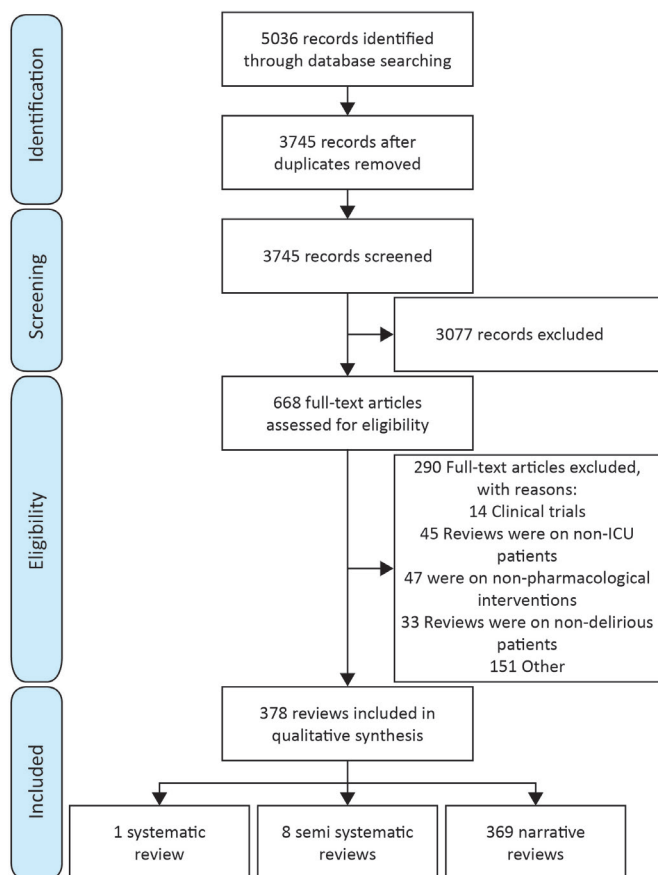 Identification
5036 records identified
through database searching
3745 records after
duplicates removed
Screening
3745 records screened
3077 records excluded
Eligibility
668 full-text articles
assessed for eligibility
290 Full-text articles excluded,
with reasons:
14 Clinical trials
45 Reviews were on non-ICU
patients
47 were on non-pharmacological
interventions
33 Reviews were on non-delirious
patients
151 Other
Included
378 reviews included in
qualitative synthesis
1 systematic
review
8 semi systematic
reviews
369 narrative
reviews